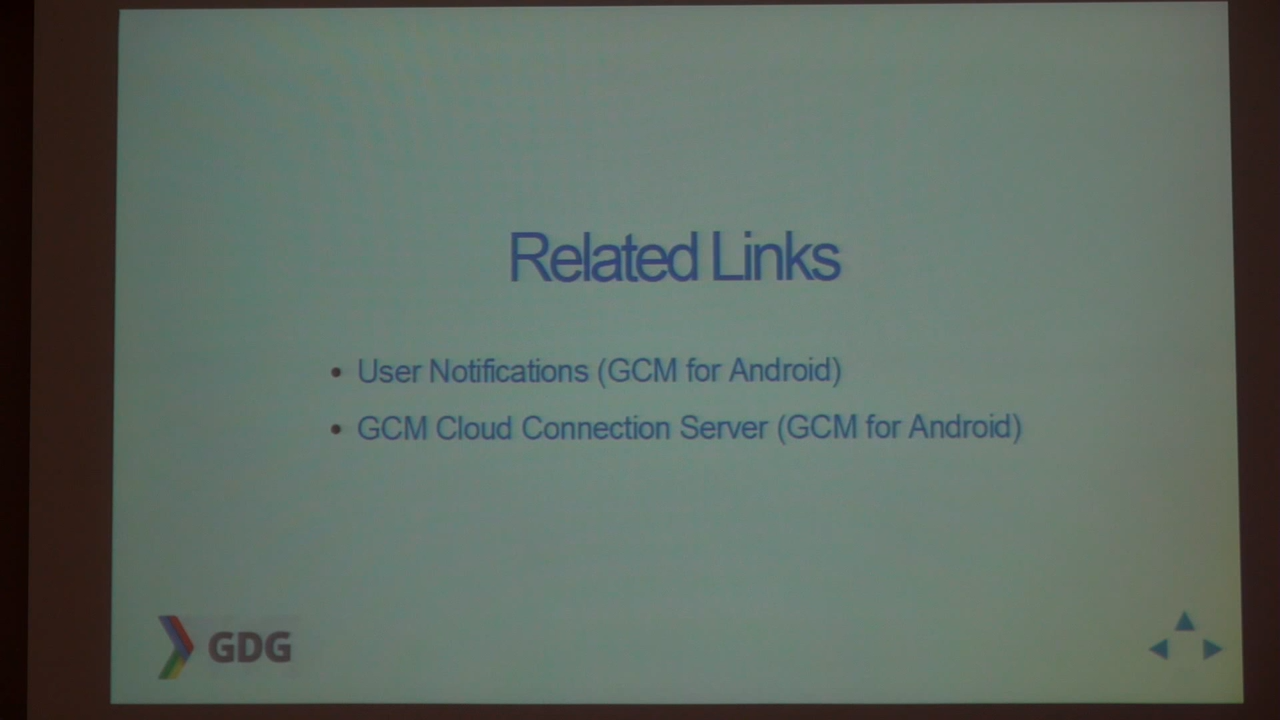 Related Links
• User Notifications (GCM for Android)
• GCM Cloud Connection Server (GCM for Android)
GDG